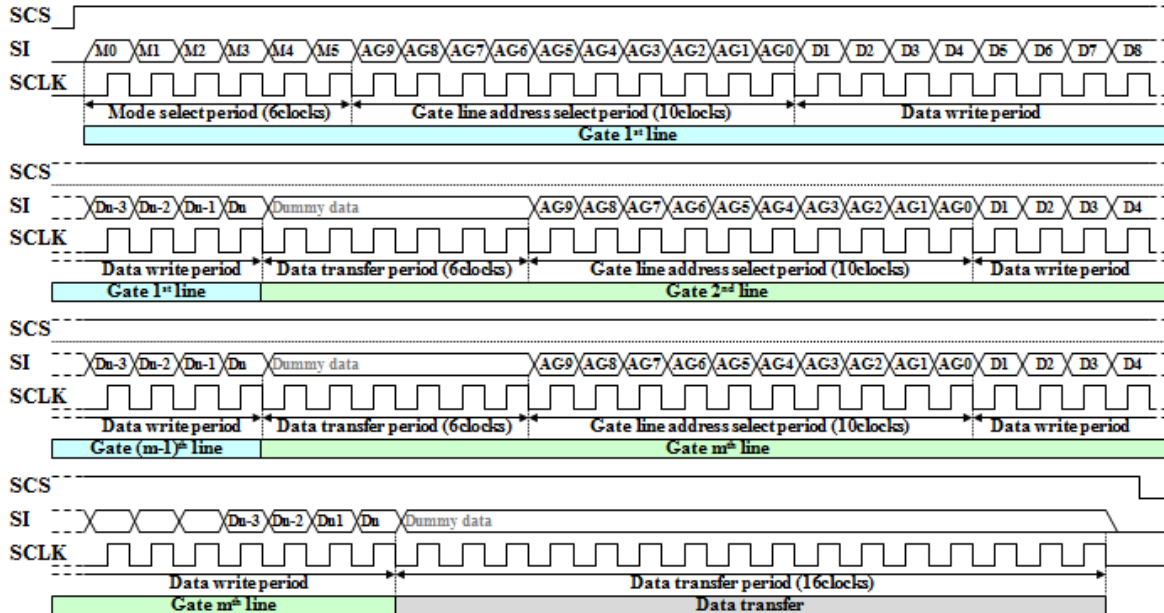 SCS
SI M0 M1 M2 M3 M4 M5 AG9 AG8 AG7 AG6 AG5 AG4 AG3 AG2 AG1 AG0 D1 D2 D3 D4 D5 D6 D7 D8
SCLK
Mode select period (6clocks) Gate line address select period (10clocks) Data write period
Gate 1st line
SCS
SI Dn-3 Dn-2 Dn-1 Dn Dummy data AG9 AG8 AG7 AG6 AG5 AG4 AG3 AG2 AG1 AG0 D1 D2 D3 D4
SCLK
Data write period Data transfer period (6clocks) Gate line address select period (10clocks) Data write period
Gate 1st line Gate 2nd line
SCS
SI Dn-3 Dn-2 Dn-1 Dn Dummy data AG9 AG8 AG7 AG6 AG5 AG4 AG3 AG2 AG1 AG0 D1 D2 D3 D4
SCLK
Data write period Data transfer period (6clocks) Gate line address select period (10clocks) Data write period
Gate (m-1)th line Gate mth line
SCS
SI Dn-3 Dn-2 Dn1 Dn Dummy data
SCLK
Data write period Data transfer period (16clocks)
Gate mth line Data transfer